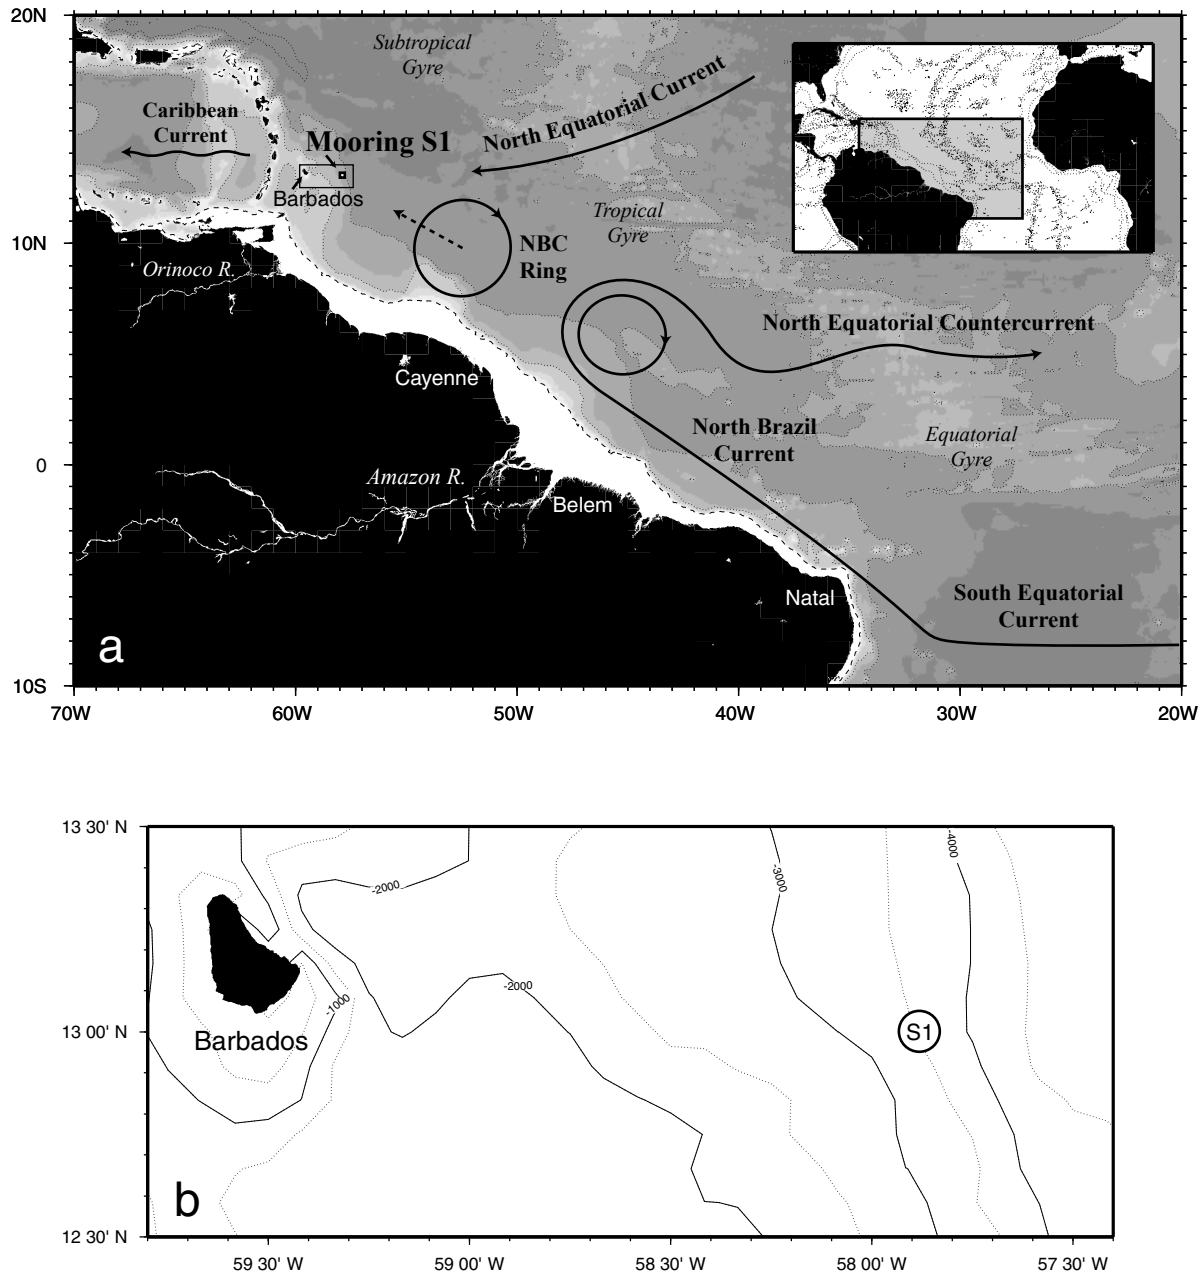 20N
Subtropical
Gyre
North Equatorial Current
Caribbean
Current
Mooring S1
Barbados
Tropical
Gyre
10N
NBC
Ring
Orinoco R.
North Equatorial Countercurrent
Cayenne
North Brazil
Current
Equatorial
Gyre
0
Amazon R.
Belem
Natal
South Equatorial
Current
a
10S
70W 60W 50W 40W 30W 20W
13 30' N
-4000
-3000
-2000
-2000
-1000
13 00' N
S1
Barbados
b
12 30' N
59 30' W 59 00' W 58 30' W 58 00' W 57 30' W